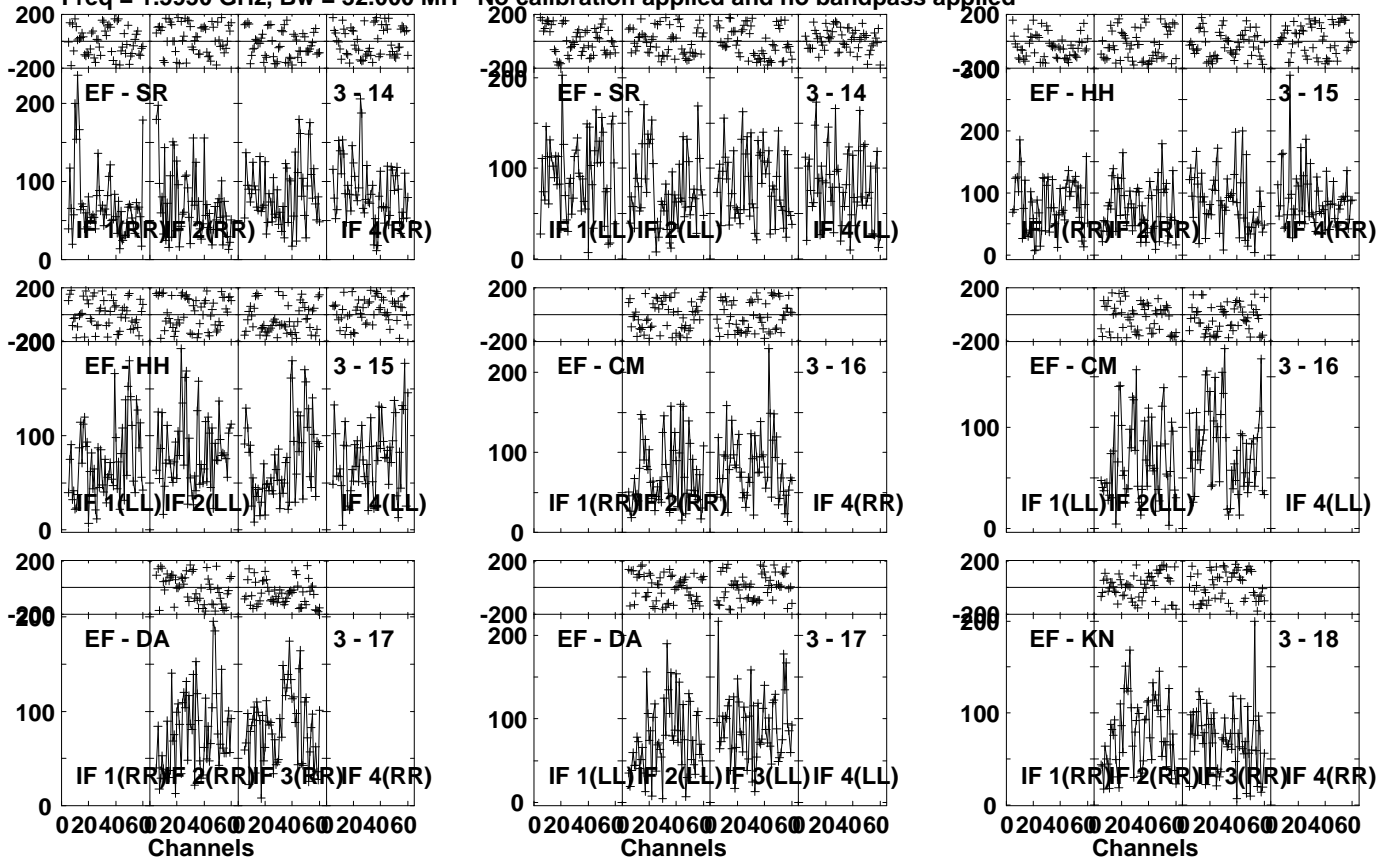 No calibration applied and no bandpass applied
200
-200
EF - SR
3 - 14
200
100
0
IF 1(RR) IF 2(RR) IF 4(RR)
200
-200
200
EF - SR
3 - 14
100
0
IF 1(LL) IF 2(LL) IF 4(LL)
200
EF - HH
3 - 15
200
100
0
IF 1(RR) IF 2(RR) IF 4(RR)
200
-200
EF - HH
3 - 15
100
0
IF 1(LL) IF 2(LL) IF 4(LL)
200
-200
EF - CM
3 - 16
200
100
0
IF 1(RR) IF 2(RR) IF 4(RR)
200
-200
EF - CM
3 - 16
100
0
IF 1(LL) IF 2(LL) IF 4(LL)
200
-200
EF - DA
3 - 17
100
0
IF 1(RR) IF 2(RR) IF 3(RR) IF 4(RR)
200
-200
EF - DA
3 - 17
200
100
0
IF 1(LL) IF 2(LL) IF 3(LL) IF 4(LL)
200
-200
200
EF - KN
3 - 18
100
0
IF 1(RR) IF 2(RR) IF 3(RR) IF 4(RR)
0 20 40 60 0 20 40 60 0 20 40 60 0 20 40 60
Channels
0 20 40 60 0 20 40 60 0 20 40 60 0 20 40 60
Channels
0 20 40 60 0 20 40 60 0 20 40 60 0 20 40 60
Channels